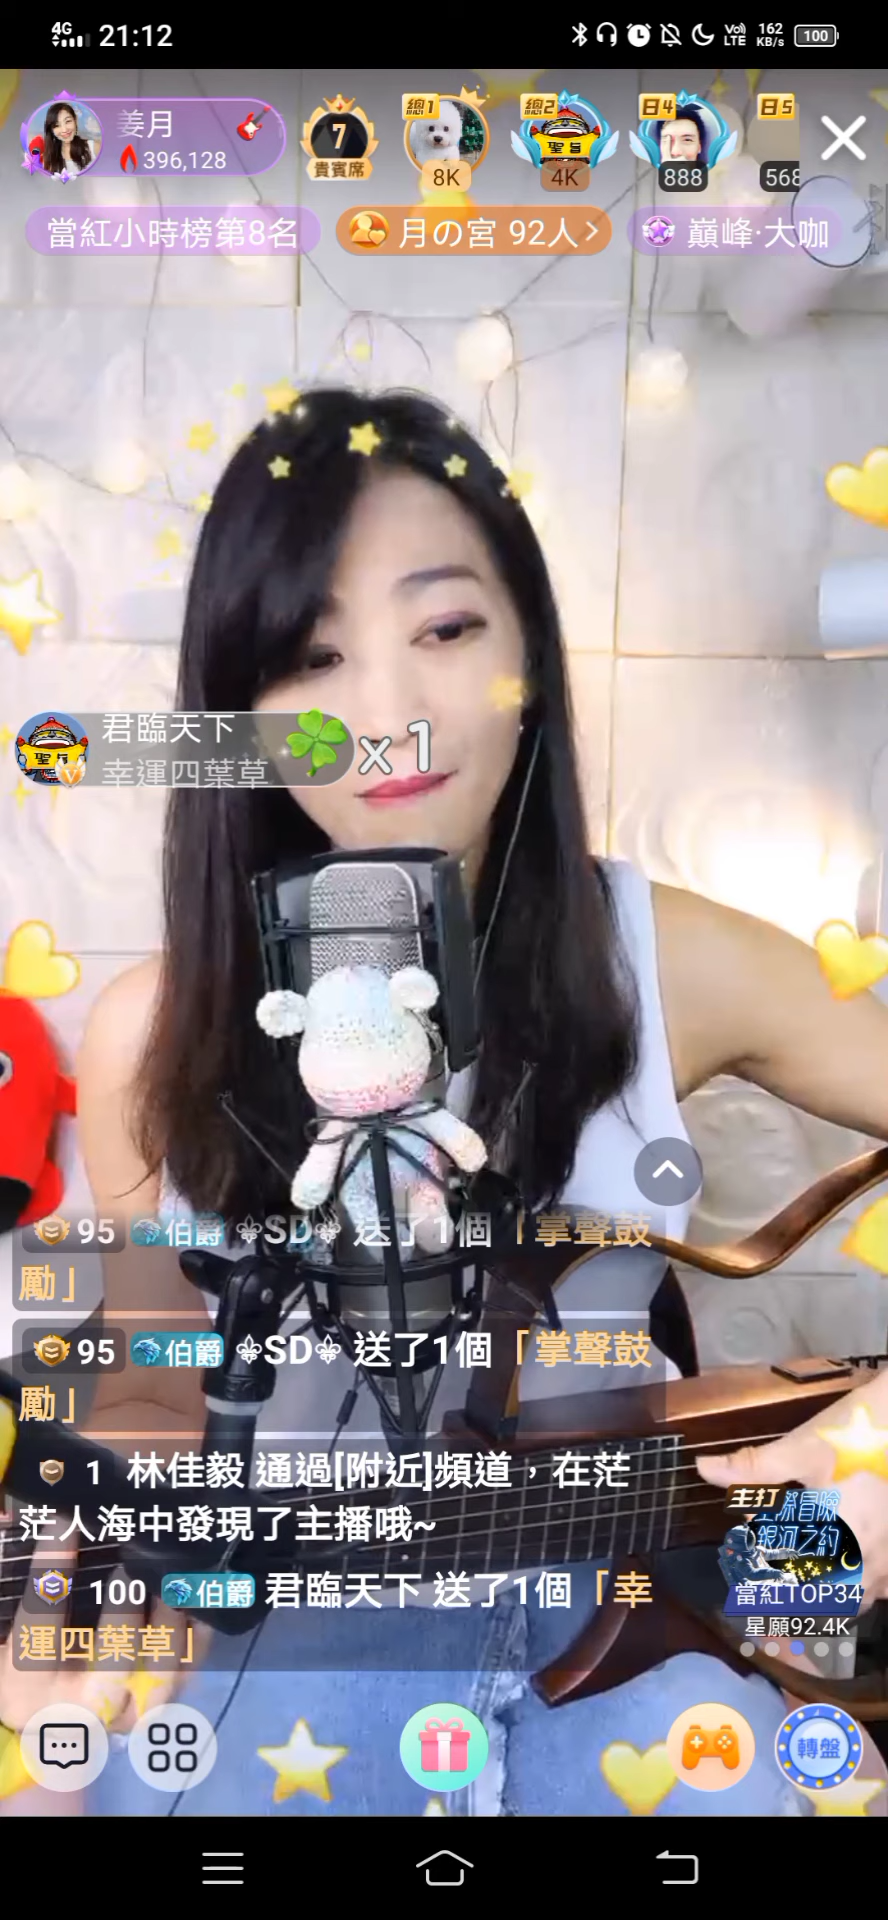 4G 21:12 Vo) LTE 162 KB/s 100
姜月
396,128
7
貴賓席
總1
8K
總2
聖旨
4K
日4
888
日5
568
當紅小時榜第8名 月の宮 92人> 巔峰·大咖
君臨天下
幸運四葉草
x1
95 伯爵 ⚜SD⚜ 送了1個「掌聲鼓
勵」
95 伯爵 ⚜SD⚜ 送了1個「掌聲鼓
勵」
1 林佳毅 通過[附近]頻道，在茫
茫人海中發現了主播哦~
100 伯爵 君臨天下 送了1個「幸
運四葉草」
主打
冒險
銀河之約
當紅TOP34
星願92.4K
轉盤